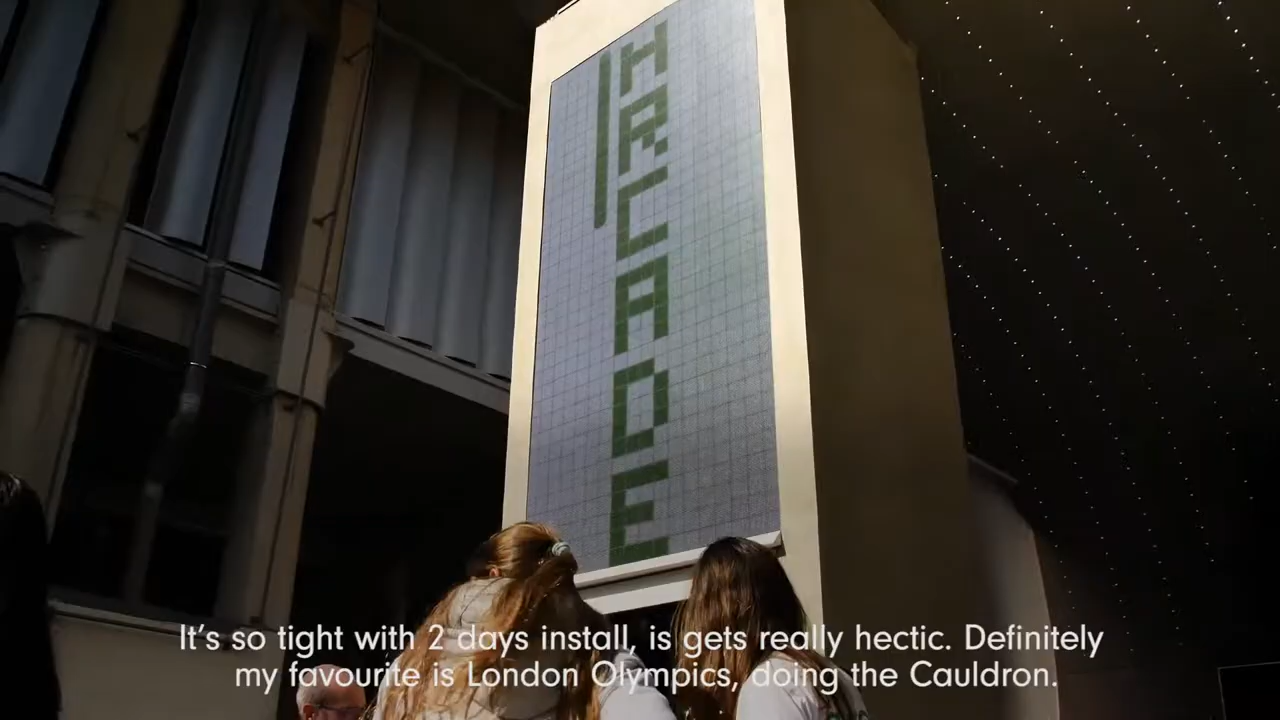 ARCADE
It's so tight with 2 days install, is gets really hectic. Definitely
my favourite is London Olympics, doing the Cauldron.